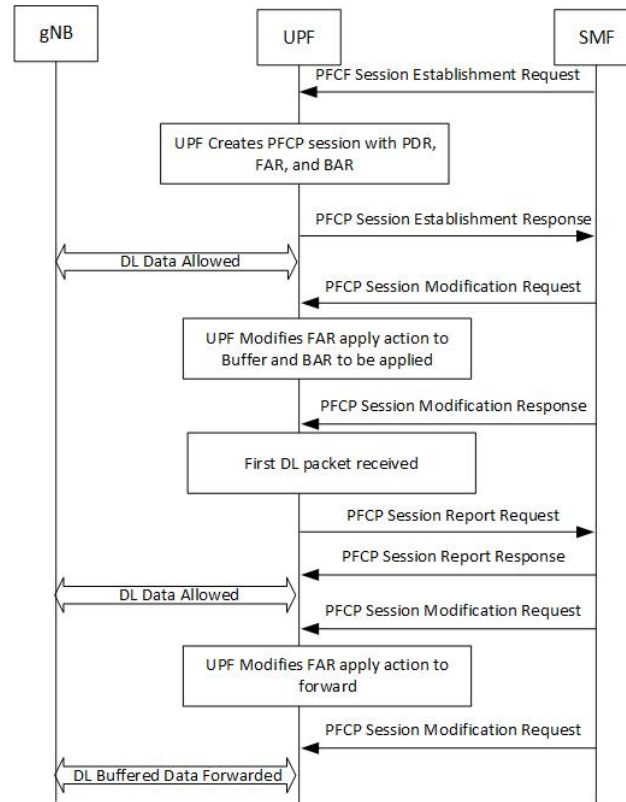 gNB
UPF
SMF
PFCF Session Establishment Request
UPF Creates PFCP session with PDR,
FAR, and BAR
PFCP Session Establishment Response
DL Data Allowed
PFCP Session Modification Request
UPF Modifies FAR apply action to
Buffer and BAR to be applied
PFCP Session Modification Response
First DL packet received
PFCP Session Report Request
PFCP Session Report Response
DL Data Allowed
PFCP Session Modification Request
UPF Modifies FAR apply action to
forward
PFCP Session Modification Request
DL Buffered Data Forwarded